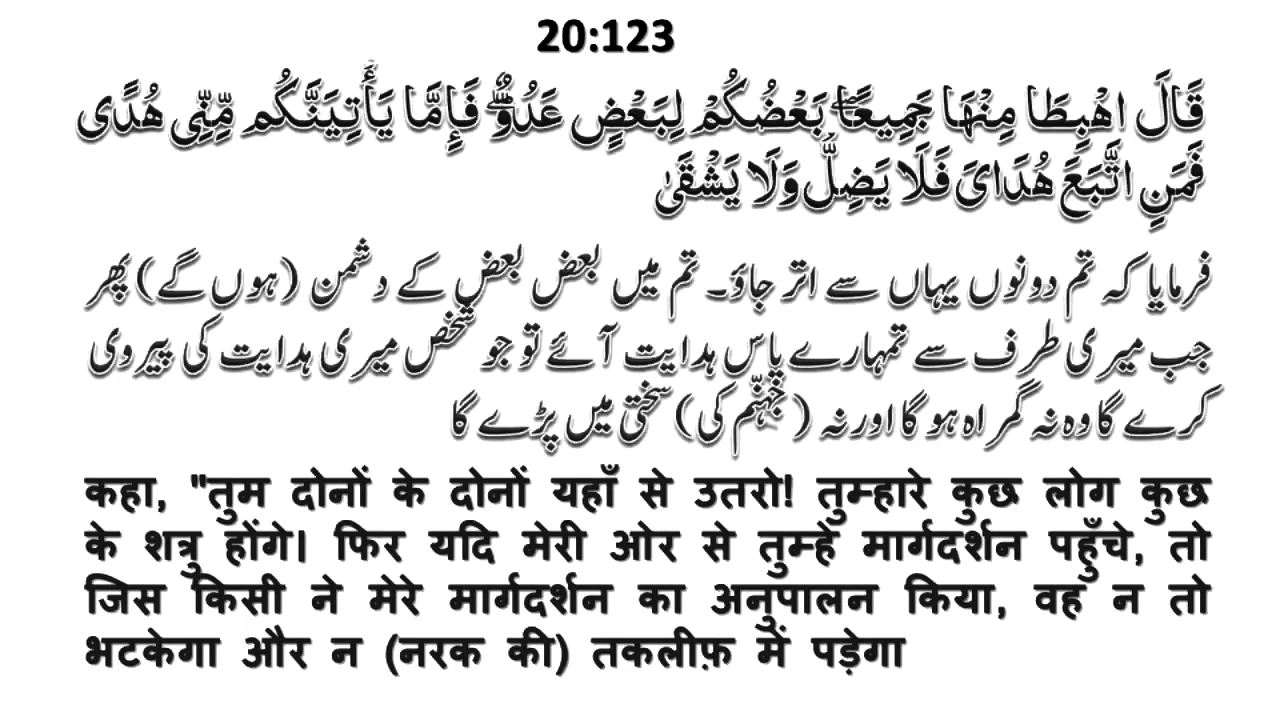 20:123
قَالَ اهْبِطَا مِنْهَا جَمِيعًا ۖ بَعْضُكُمْ لِبَعْضٍ عَدُوٌّ ۖ فَإِمَّا يَأْتِيَنَّكُم مِّنِّي هُدًى
فَمَنِ اتَّبَعَ هُدَايَ فَلَا يَضِلُّ وَلَا يَشْقَىٰ
فرمایا کہ تم دونوں یہاں سے اتر جاؤ۔ تم میں بعض بعض کے دشمن (ہوں گے) پھر
جب میری طرف سے تمہارے پاس ہدایت آئے تو جو شخص میری ہدایت کی پیروی
کرے گا وہ نہ گمراہ ہو گا اور نہ (جہنّم کی) سختی میں پڑے گا
कहा, "तुम दोनों के दोनों यहाँ से उतरो! तुम्हारे कुछ लोग कुछ
के शत्रु होंगे। फिर यदि मेरी ओर से तुम्हें मार्गदर्शन पहुँचे, तो
जिस किसी ने मेरे मार्गदर्शन का अनुपालन किया, वह न तो
भटकेगा और न (नरक की) तकलीफ़ में पड़ेगा